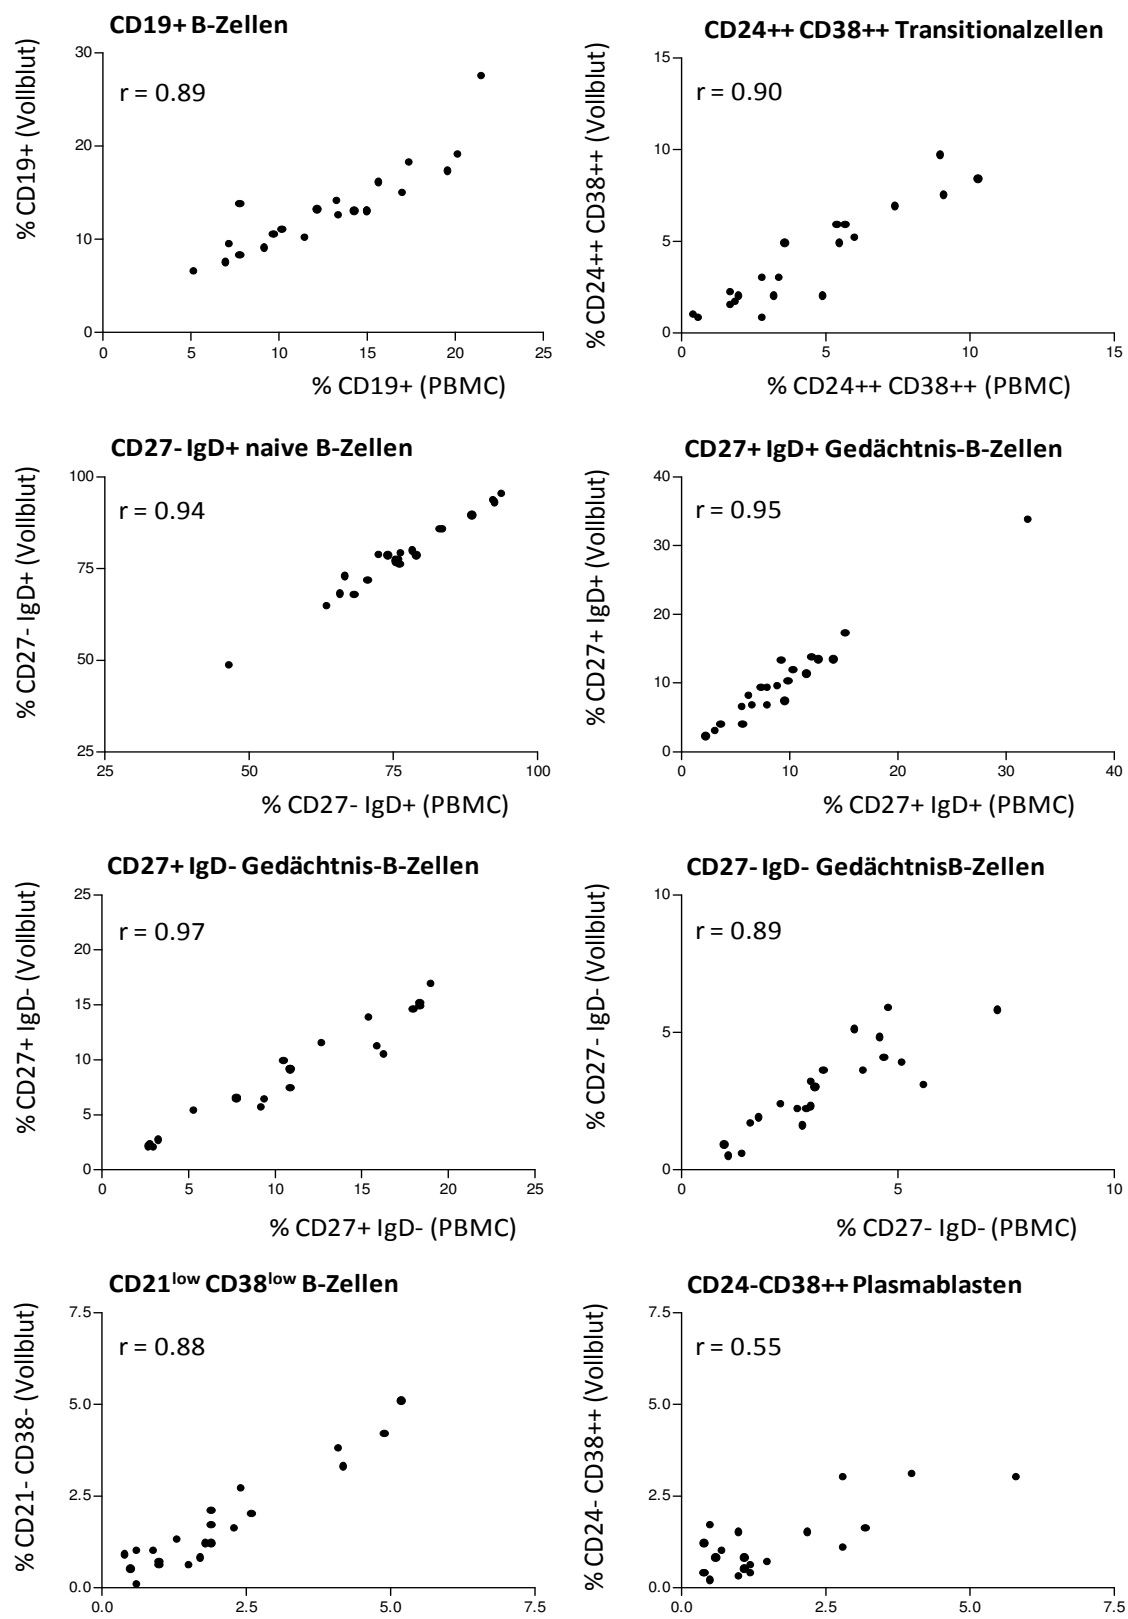 CD19+ B-Zellen
% CD19+ (Vollblut)
r = 0.89
30
20
10
0
0 5 10 15 20 25
% CD19+ (PBMC)
CD24++ CD38++ Transitionalzellen
% CD24++ CD38++ (Vollblut)
r = 0.90
15
10
5
0
0 5 10 15
% CD24++ CD38++ (PBMC)
CD27- IgD+ naive B-Zellen
% CD27- IgD+ (Vollblut)
r = 0.94
100
75
50
25
25 50 75 100
% CD27- IgD+ (PBMC)
CD27+ IgD+ Gedächtnis-B-Zellen
% CD27+ IgD+ (Vollblut)
r = 0.95
40
30
20
10
0
0 10 20 30 40
% CD27+ IgD+ (PBMC)
CD27+ IgD- Gedächtnis-B-Zellen
% CD27+ IgD- (Vollblut)
r = 0.97
25
20
15
10
5
0
0 5 10 15 20 25
% CD27+ IgD- (PBMC)
CD27- IgD- GedächtnisB-Zellen
% CD27- IgD- (Vollblut)
r = 0.89
10
5
0
0 5 10
% CD27- IgD- (PBMC)
CD21low CD38low B-Zellen
% CD21- CD38- (Vollblut)
r = 0.88
7.5
5.0
2.5
0.0
0.0 2.5 5.0 7.5
CD24-CD38++ Plasmablasten
% CD24- CD38++ (Vollblut)
r = 0.55
7.5
5.0
2.5
0.0
0.0 2.5 5.0 7.5